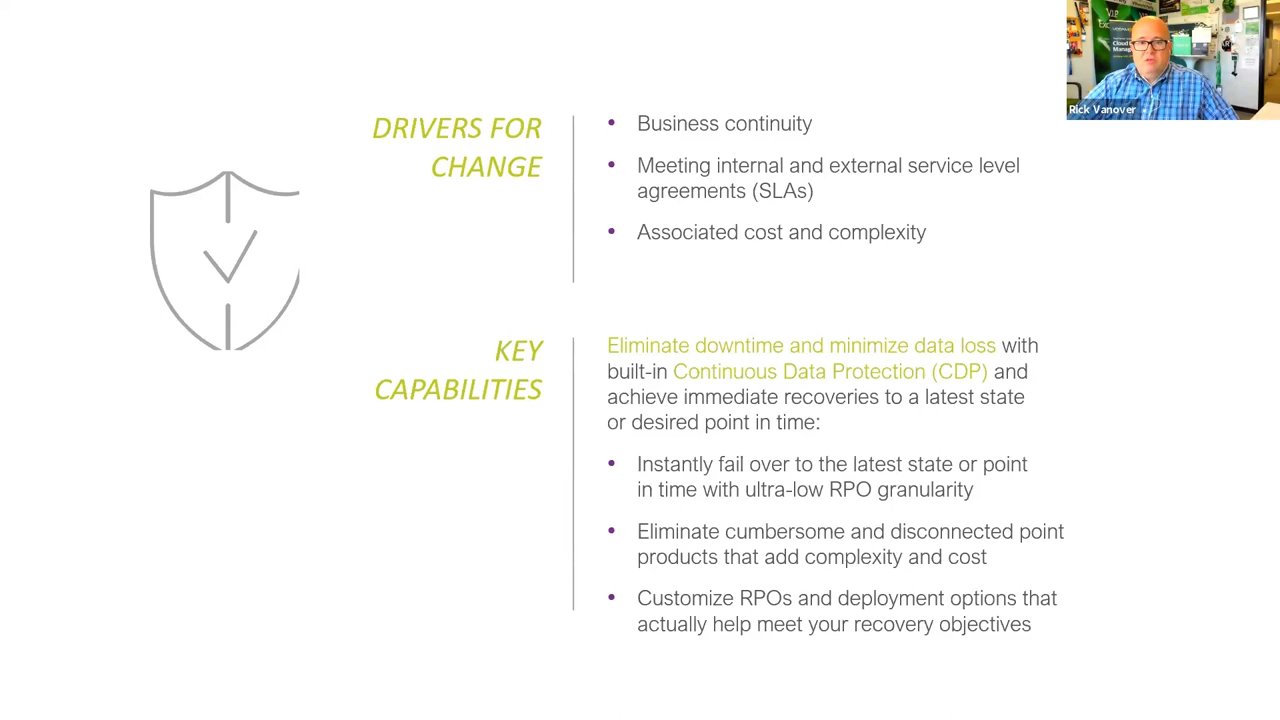 DRIVERS FOR
CHANGE
• Business continuity
• Meeting internal and external service level
agreements (SLAs)
• Associated cost and complexity
KEY
CAPABILITIES
Eliminate downtime and minimize data loss with
built-in Continuous Data Protection (CDP) and
achieve immediate recoveries to a latest state
or desired point in time:
• Instantly fail over to the latest state or point
in time with ultra-low RPO granularity
• Eliminate cumbersome and disconnected point
products that add complexity and cost
• Customize RPOs and deployment options that
actually help meet your recovery objectives
VIP
Rick Vanover